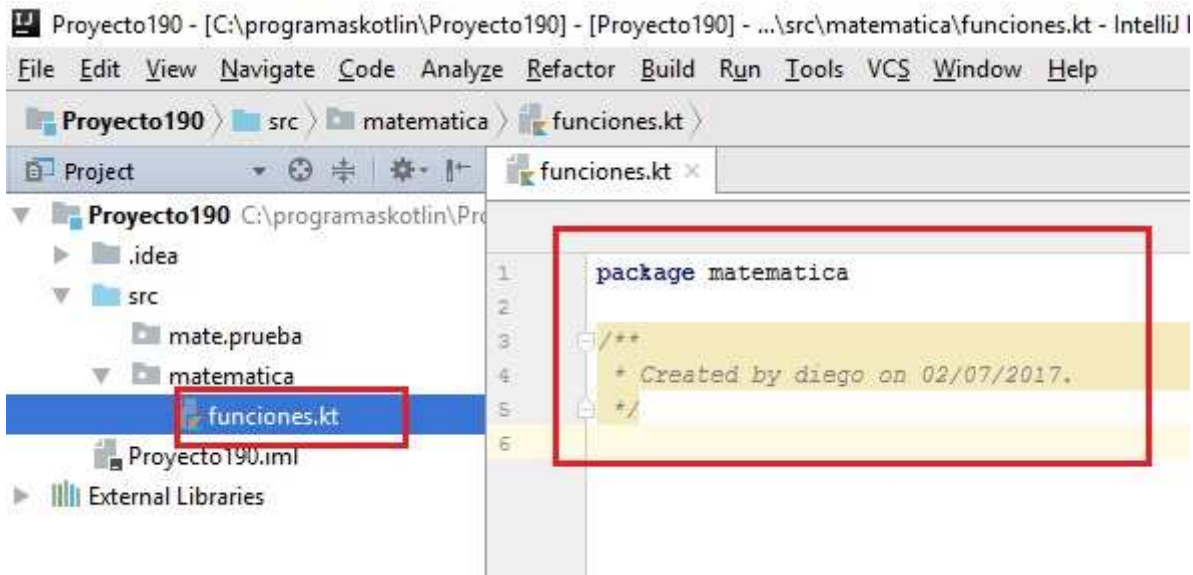 Proyecto190 - [C:\programaskotlin\Proyecto190] - [Proyecto190] - ...\src\matematica\funciones.kt - IntelliJ
File Edit View Navigate Code Analyze Refactor Build Run Tools VCS Window Help
Proyecto190 src matematica funciones.kt
Project
funciones.kt
Proyecto190 C:\programaskotlin\Pro
.idea
src
mate.prueba
matematica
funciones.kt
Proyecto190.iml
External Libraries
1 package matematica
2
3 /**
4 * Created by diego on 02/07/2017.
5 */
6